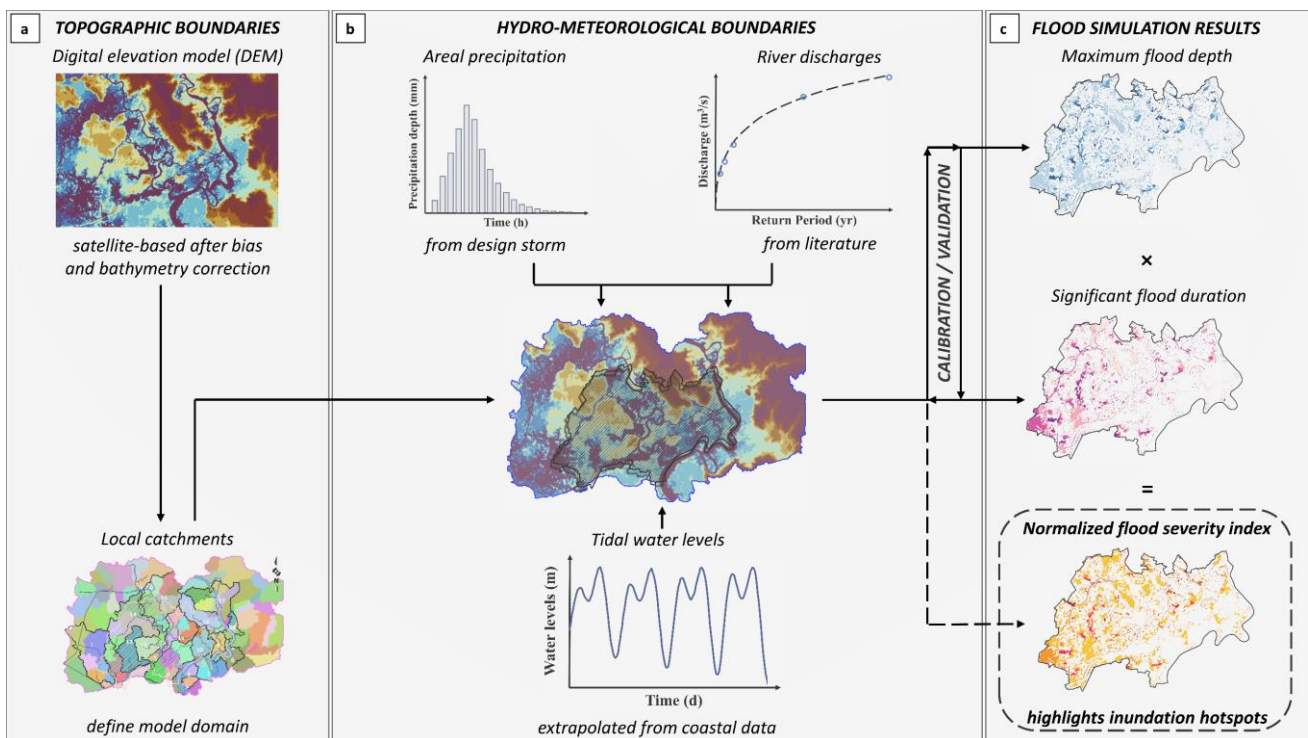 a
TOPOGRAPHIC BOUNDARIES
Digital elevation model (DEM)
satellite-based after bias
and bathymetry correction
Local catchments
define model domain
b
HYDRO-METEOROLOGICAL BOUNDARIES
Areal precipitation
Precipitation depth (mm)
Time (h)
from design storm
River discharges
Discharge (m³/s)
Return Period (yr)
from literature
Tidal water levels
Water levels (m)
Time (d)
extrapolated from coastal data
CALIBRATION / VALIDATION
c
FLOOD SIMULATION RESULTS
Maximum flood depth
×
Significant flood duration
=
Normalized flood severity index
highlights inundation hotspots